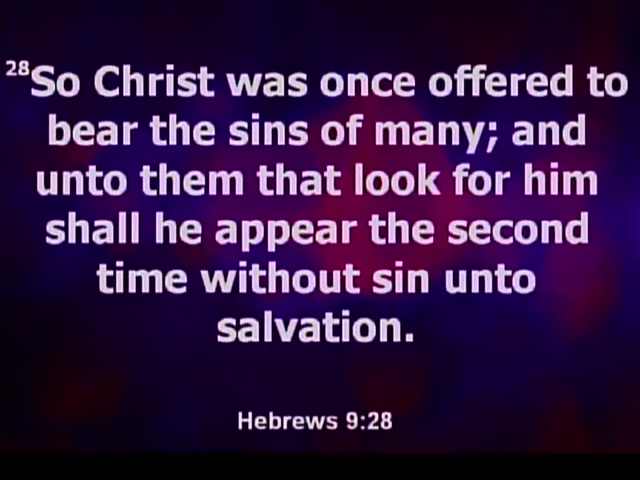 28So Christ was once offered to
bear the sins of many; and
unto them that look for him
shall he appear the second
time without sin unto
salvation.
Hebrews 9:28